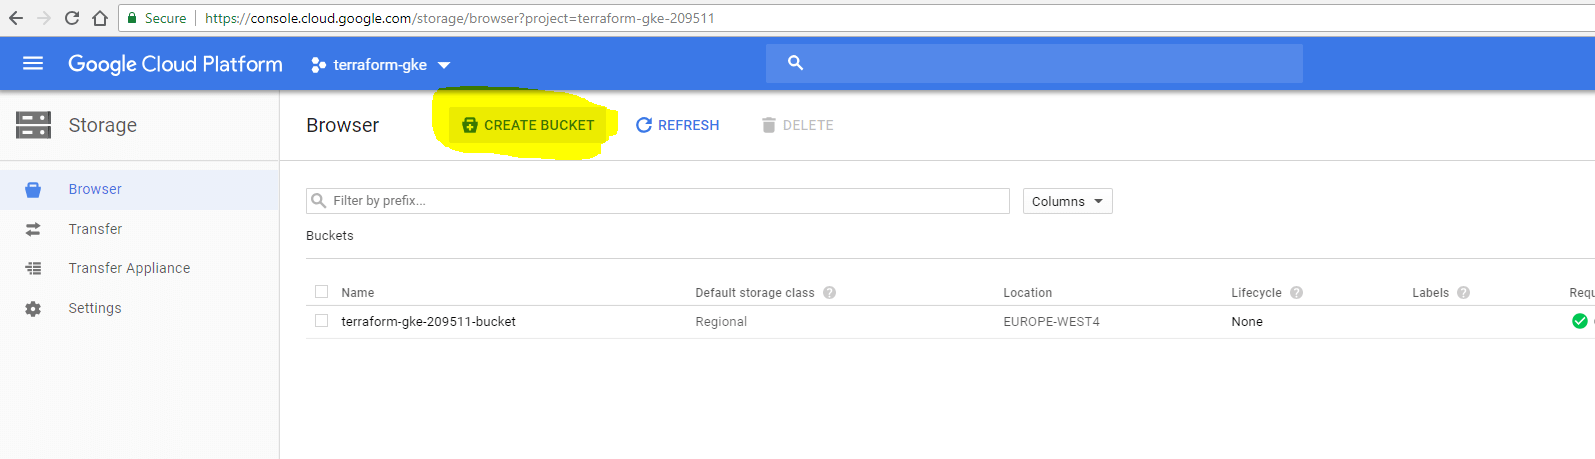 Secure https://console.cloud.google.com/storage/browser?project=terraform-gke-209511
Google Cloud Platform terraform-gke
Storage
Browser CREATE BUCKET REFRESH DELETE
Browser
Transfer
Transfer Appliance
Settings
Filter by prefix... Columns
Buckets
Name Default storage class Location Lifecycle Labels Requ
terraform-gke-209511-bucket Regional EUROPE-WEST4 None